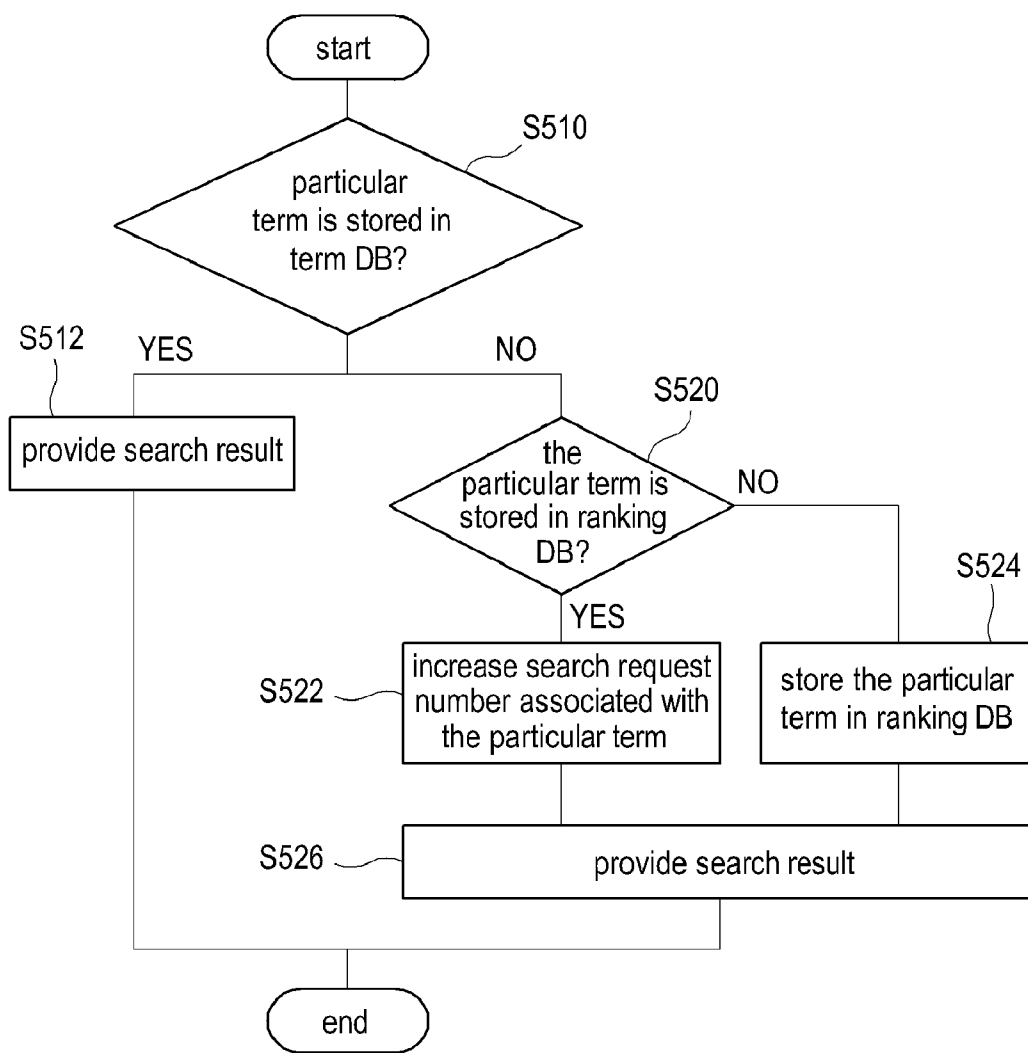 start
S510
particular
term is stored in
term DB?
S512
YES
NO
provide search result
S520
the
particular term is
stored in ranking
DB?
NO
S524
YES
S522
increase search request
number associated with
the particular term
store the particular
term in ranking DB
S526
provide search result
end